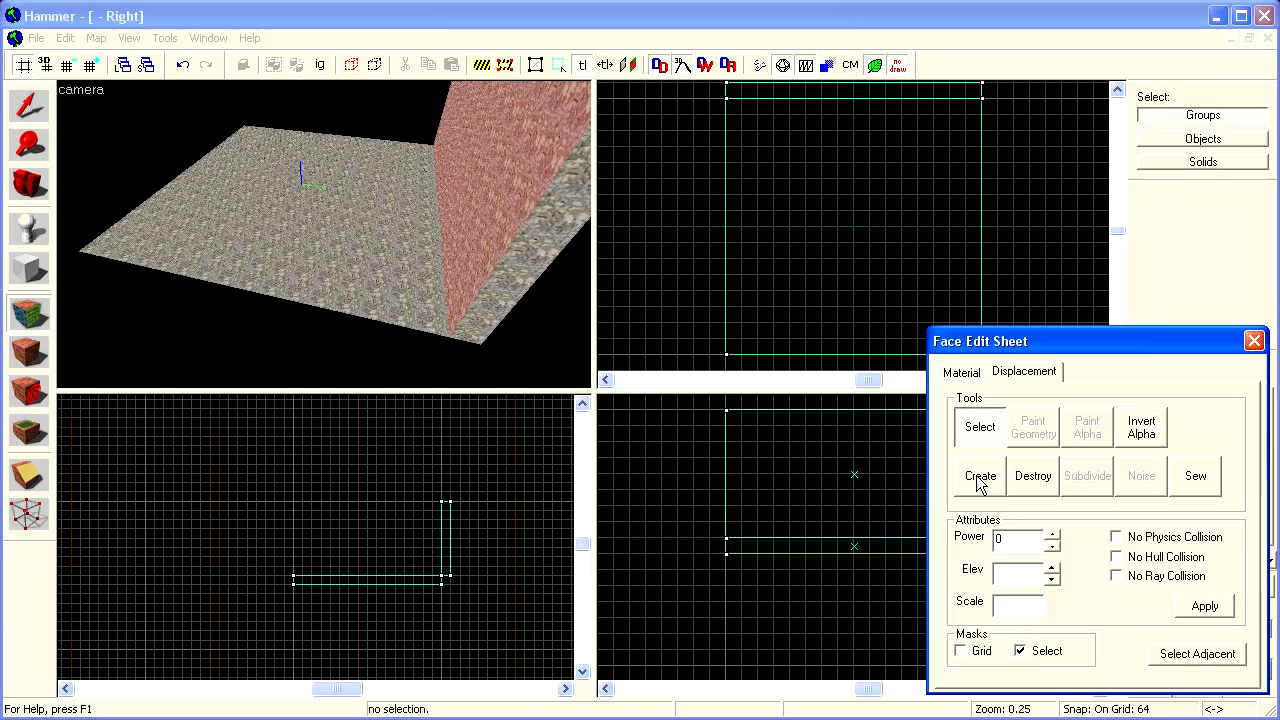 Hammer - [ - Right]
File Edit Map View Tools Window Help
camera
Select:
Groups
Objects
Solids
Face Edit Sheet
Material Displacement
Tools
Select Paint Geometry Paint Alpha Invert Alpha
Create Destroy Subdivide Noise Sew
Attributes
Power 0 No Physics Collision
No Hull Collision
Elev No Ray Collision
Scale Apply
Masks
Grid Select Select Adjacent
For Help, press F1 no selection. Zoom: 0.25 Snap: On Grid: 64 <->